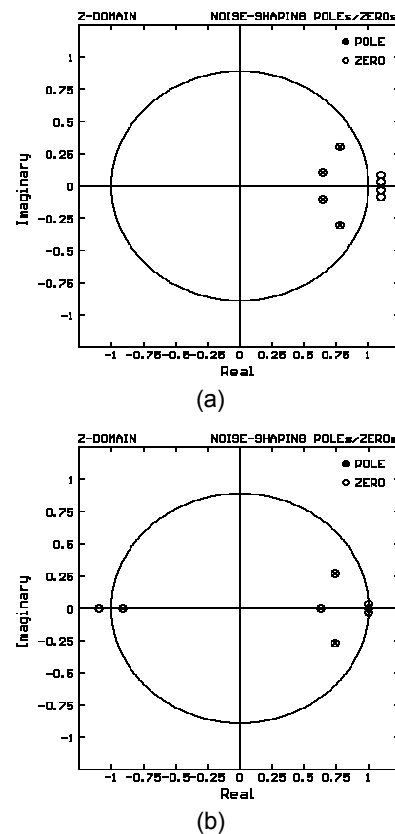 Z-DOMAIN NOISE-SHAPING POLEs/ZEROs
POLE
ZERO
1
0.75
0.5
0.25
0
-0.25
-0.5
-0.75
-1
Imaginary
-1 -0.75 -0.5 -0.25 0 0.25 0.5 0.75 1
Real
(a)
Z-DOMAIN NOISE-SHAPING POLEs/ZEROs
POLE
ZERO
1
0.75
0.5
0.25
0
-0.25
-0.5
-0.75
-1
Imaginary
-1 -0.75 -0.5 -0.25 0 0.25 0.5 0.75 1
Real
(b)